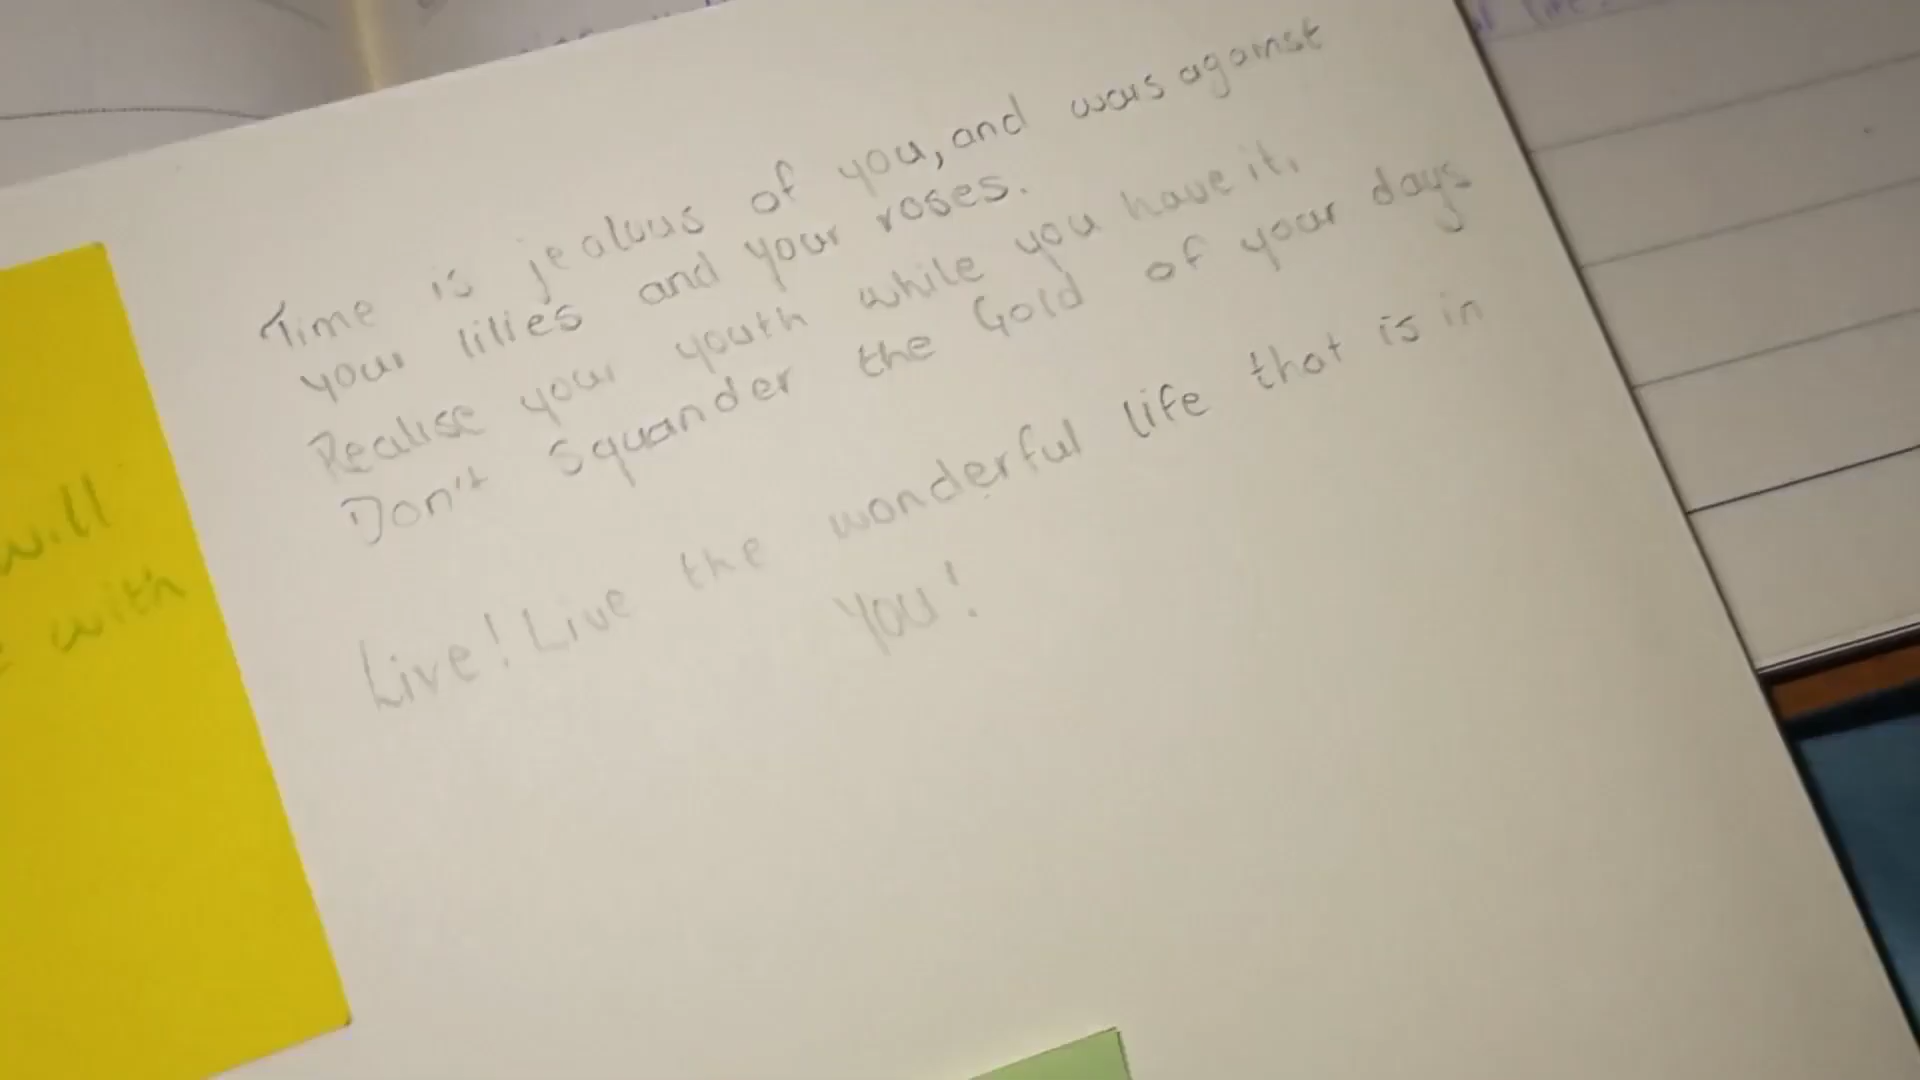 Time is jealous of you, and wars against
your lilies and your roses.
Realise your youth while you have it.
Don't squander the Gold of your days
Live! Live the wonderful life that is in
you!
will
with